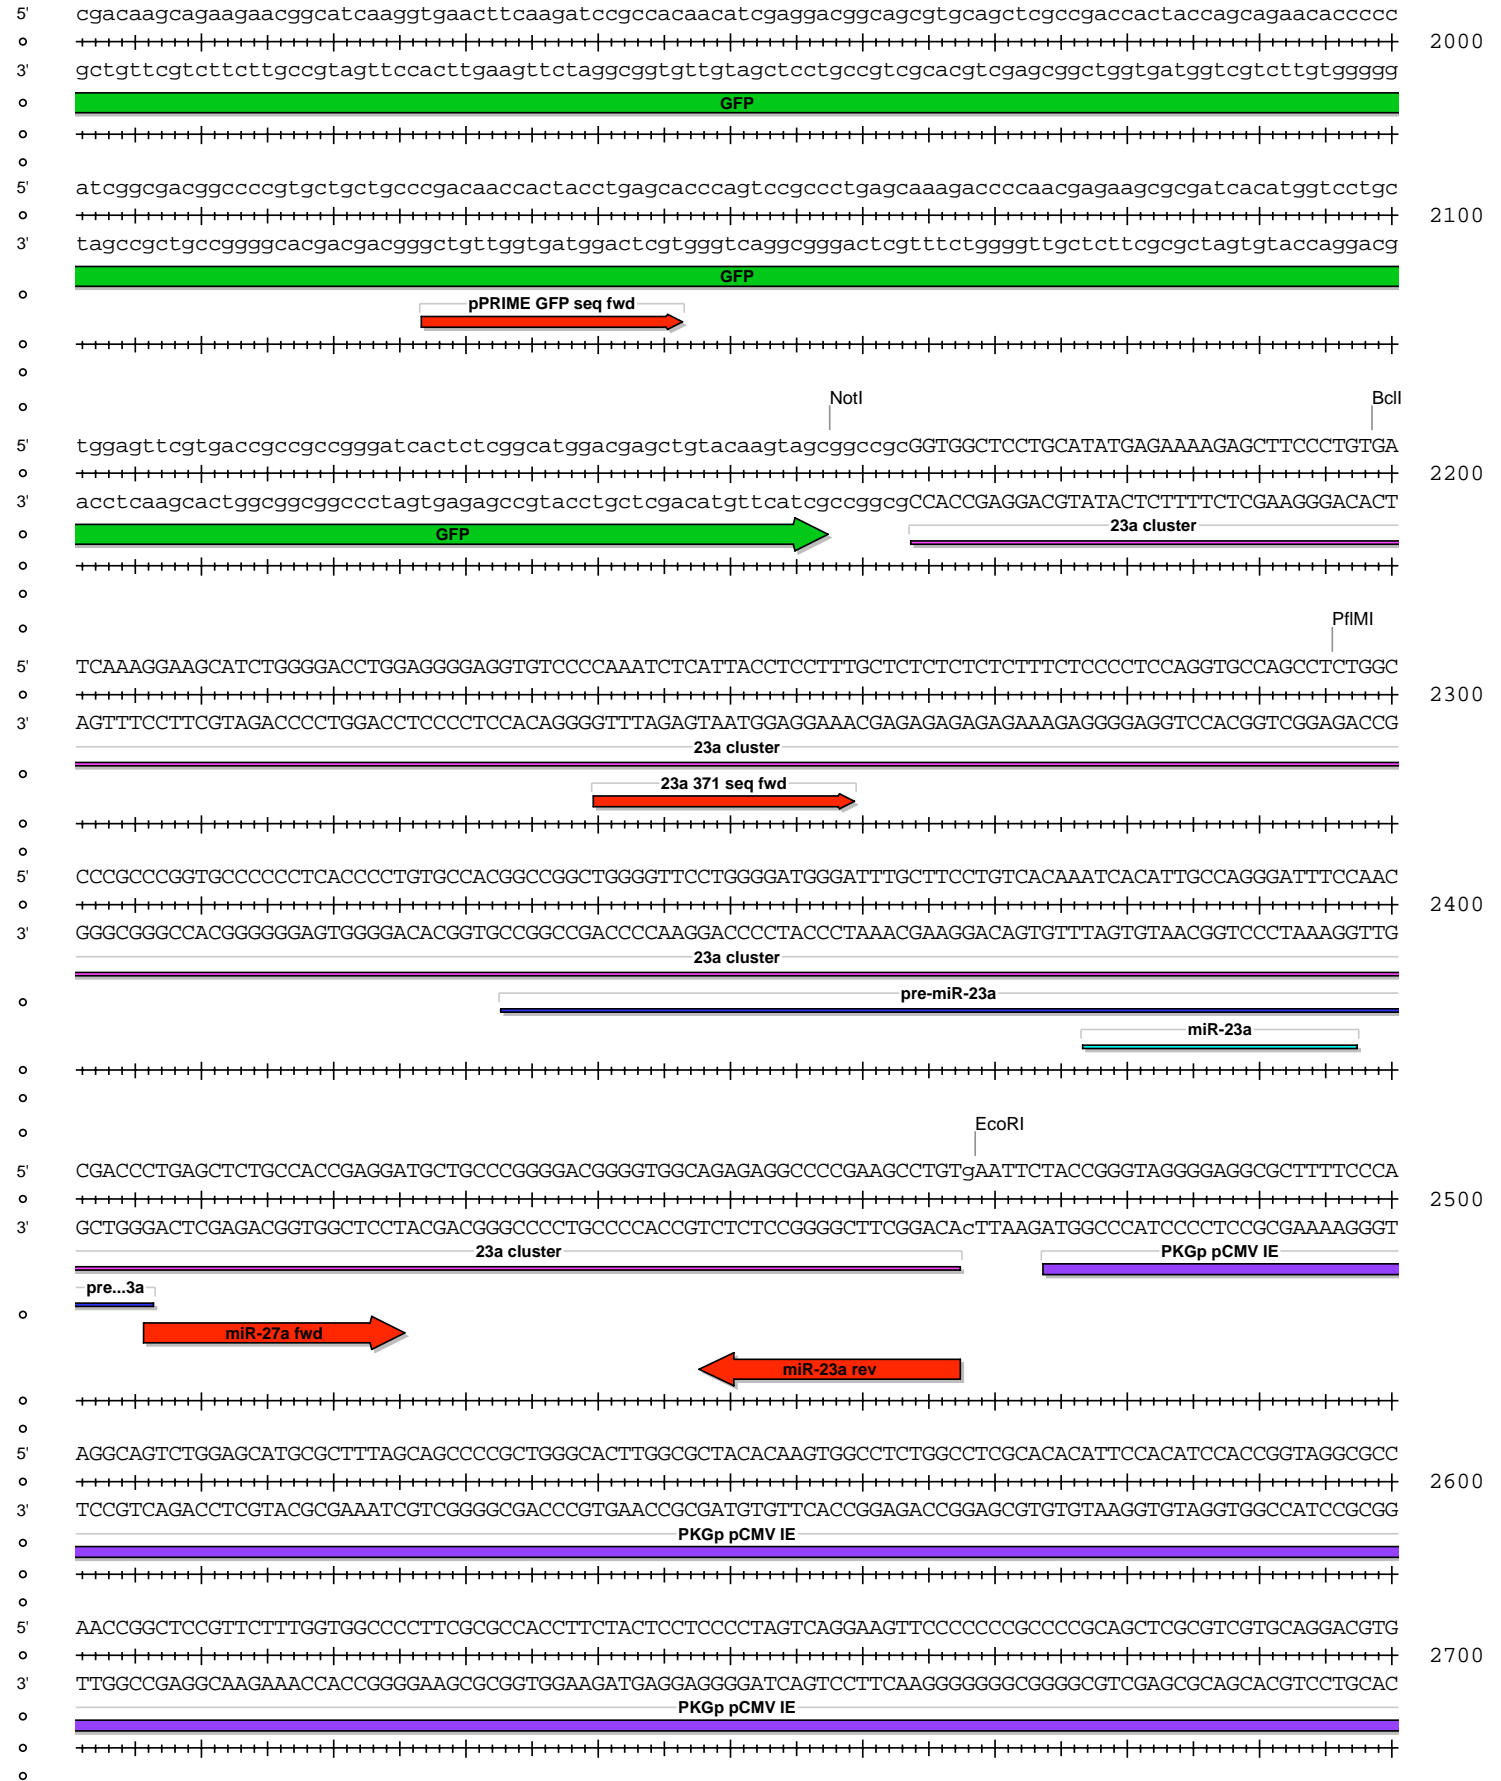 5' cgacaagcagaagaacggcatcaaggtgaacttcaagatccgccacaacatcgaggacggcagcgtgcagctcgccgaccactaccagcagaacaccccc
2000
3' gctgttcgtcttcttgccgtagttccacttgaagttctaggcggtgttgtagctcctgccgtcgcacgtcgagcggctggtgatggtcgtcttgtggggg
GFP
5' atcggcgacggccccgtgctgctgcccgacaaccactacctgagcacccagtccgccctgagcaaagaccccaacgagaagcgcgatcacatggtcctgc
2100
3' tagccgctgccggggcacgacgacgggctgttggtgatggactcgtgggtcaggcgggactcgtttctggggttgctcttcgcgctagtgtaccaggacg
GFP
pPRIME GFP seq fwd
NotI BclI
5' tggagttcgtgaccgccgccgggatcactctcggcatggacgagctgtacaagtagcggccgcGGTGGCTCCTGCATATGAGAAAAGAGCTTCCCTGTGA
2200
3' acctcaagcactggcggcggccctagtgagagccgtacctgctcgacatgttcatcgccggcgCCACCGAGGACGTATACTCTTTTCTCGAAGGGACACT
GFP 23a cluster
PflMI
5' TCAAAGGAAGCATCTGGGGACCTGGAGGGGAGGTGTCCCCAAATCTCATTACCTCCTTTGCTCTCTCTCTCTTTCTCCCCTCCAGGTGCCAGCCTCTGGC
2300
3' AGTTTCCTTCGTAGACCCCTGGACCTCCCCTCCACAGGGGTTTAGAGTAATGGAGGAAACGAGAGAGAGAGAAAGAGGGGAGGTCCACGGTCGGAGACCG
23a cluster
23a 371 seq fwd
5' CCCGCCCGGTGCCCCCCTCACCCCTGTGCCACGGCCGGCTGGGGTTCCTGGGGATGGGATTTGCTTCCTGTCACAAATCACATTGCCAGGGATTTCCAAC
2400
3' GGGCGGGCCACGGGGGGAGTGGGGACACGGTGCCGGCCGACCCCAAGGACCCCTACCCTAAACGAAGGACAGTGTTTAGTGTAACGGTCCCTAAAGGTTG
23a cluster
pre-miR-23a
miR-23a
EcoRI
5' CGACCCTGAGCTCTGCCACCGAGGATGCTGCCCGGGGACGGGGTGGCAGAGAGGCCCCGAAGCCTGTgAATTCTACCGGGTAGGGGAGGCGCTTTTCCCA
2500
3' GCTGGGACTCGAGACGGTGGCTCCTACGACGGGCCCCTGCCCCACCGTCTCTCCGGGGCTTCGGACAcTTAAGATGGCCCATCCCCTCCGCGAAAAGGGT
23a cluster PKGp pCMV IE
pre...3a
miR-27a fwd
miR-23a rev
5' AGGCAGTCTGGAGCATGCGCTTTAGCAGCCCCGCTGGGCACTTGGCGCTACACAAGTGGCCTCTGGCCTCGCACACATTCCACATCCACCGGTAGGCGCC
2600
3' TCCGTCAGACCTCGTACGCGAAATCGTCGGGGCGACCCGTGAACCGCGATGTGTTCACCGGAGACCGGAGCGTGTGTAAGGTGTAGGTGGCCATCCGCGG
PKGp pCMV IE
5' AACCGGCTCCGTTCTTTGGTGGCCCCTTCGCGCCACCTTCTACTCCTCCCCTAGTCAGGAAGTTCCCCCCCGCCCCGCAGCTCGCGTCGTGCAGGACGTG
2700
3' TTGGCCGAGGCAAGAAACCACCGGGGAAGCGCGGTGGAAGATGAGGAGGGGATCAGTCCTTCAAGGGGGGGCGGGGCGTCGAGCGCAGCACGTCCTGCAC
PKGp pCMV IE